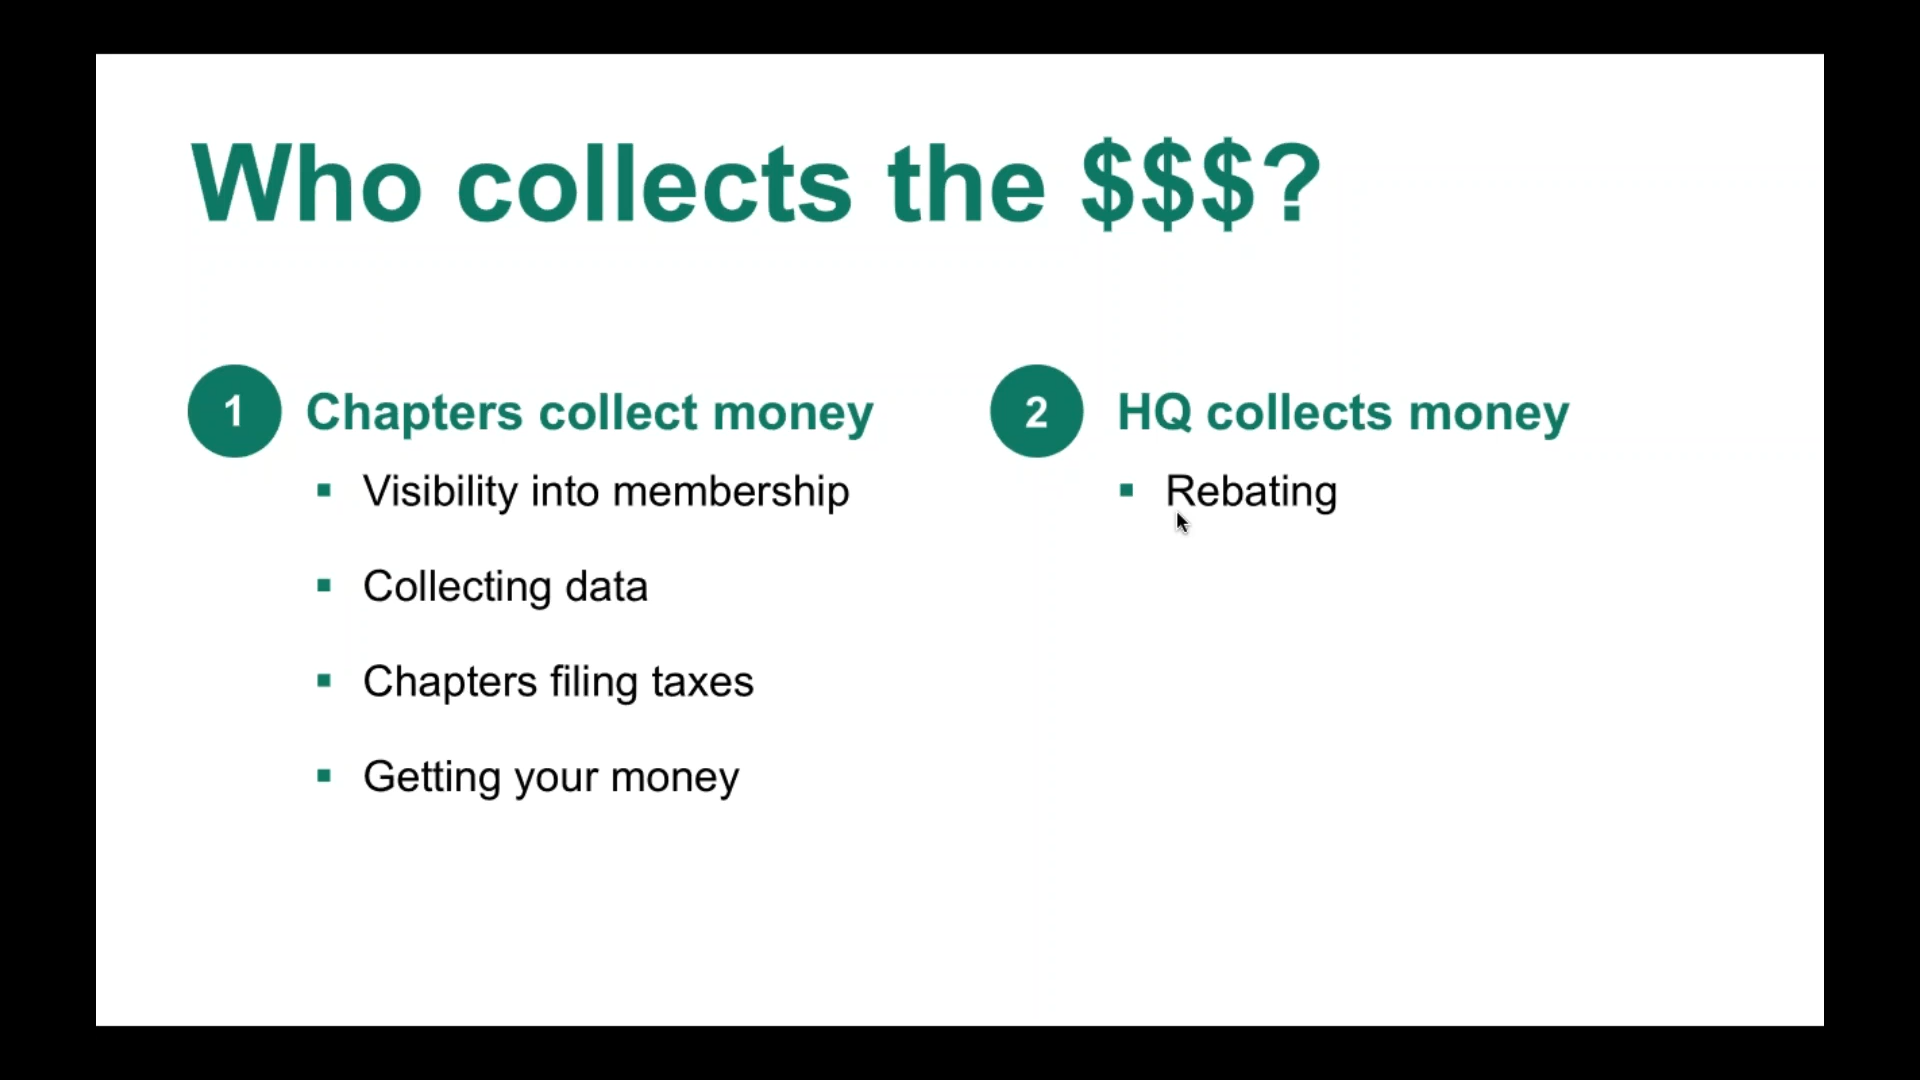 Who collects the $$$?
1 Chapters collect money
Visibility into membership
Collecting data
Chapters filing taxes
Getting your money
2 HQ collects money
Rebating